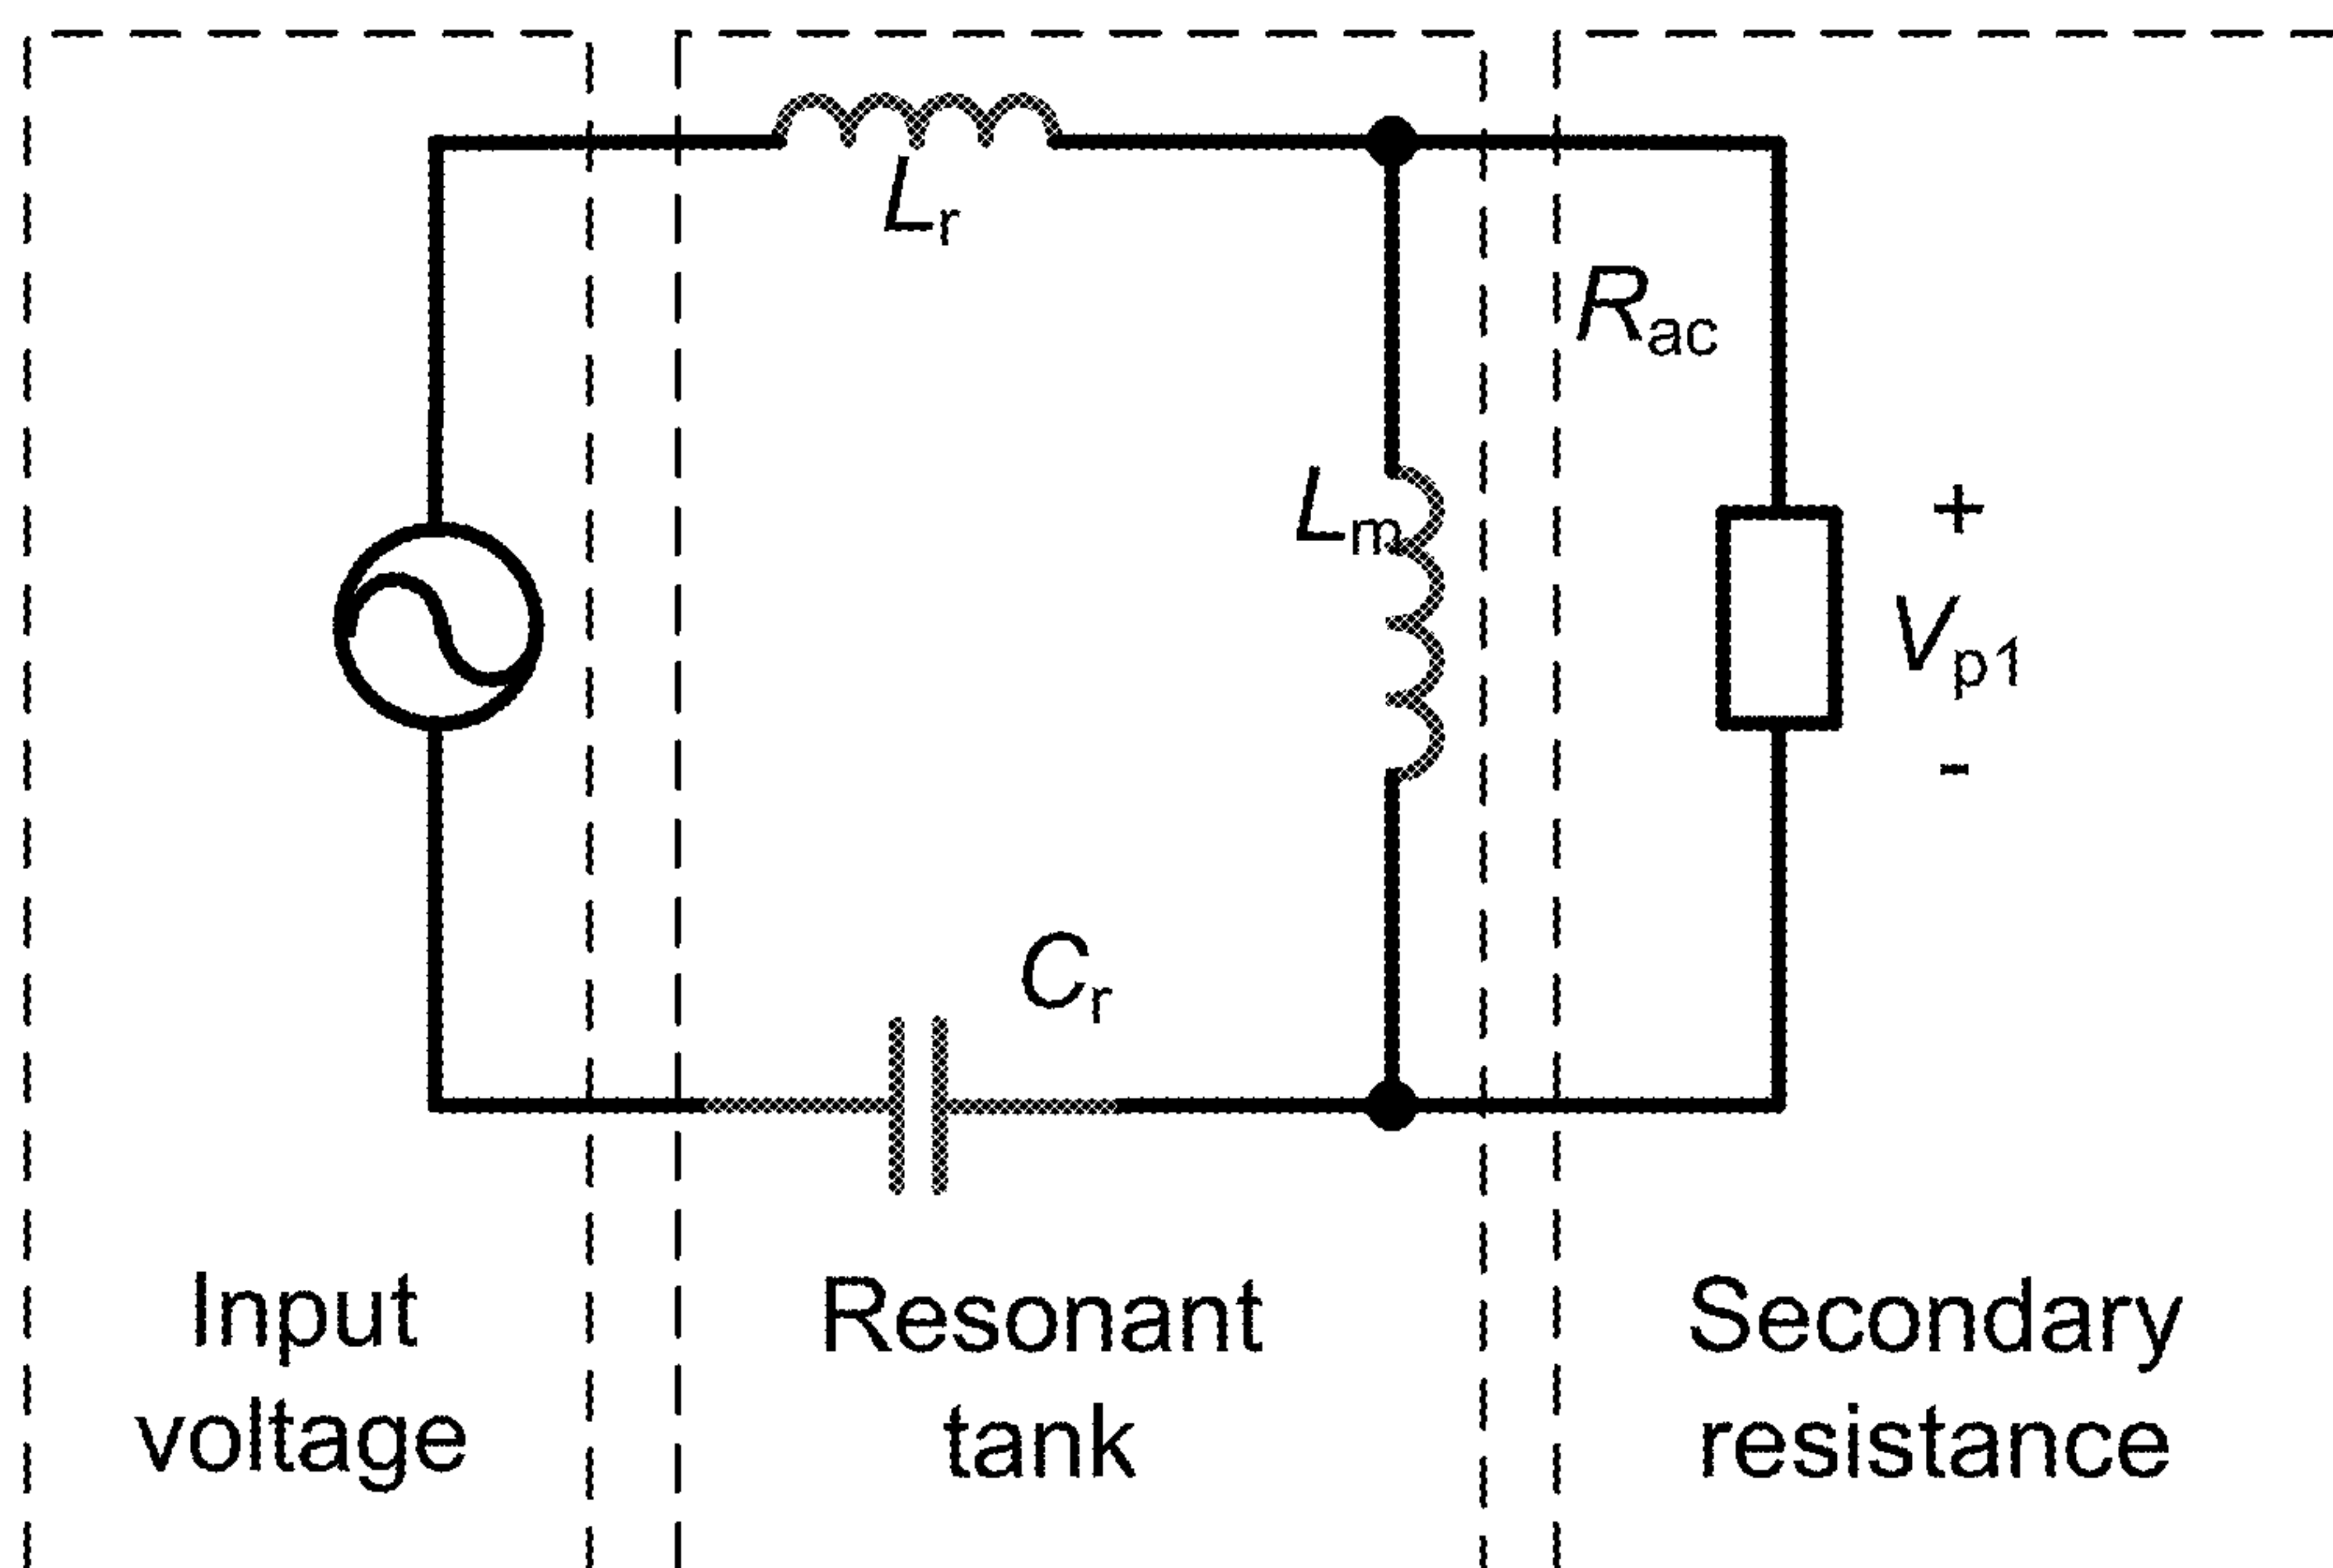 Lr
Rac
Lm
+
Vp1
-
Cr
Input
voltage
Resonant
tank
Secondary
resistance